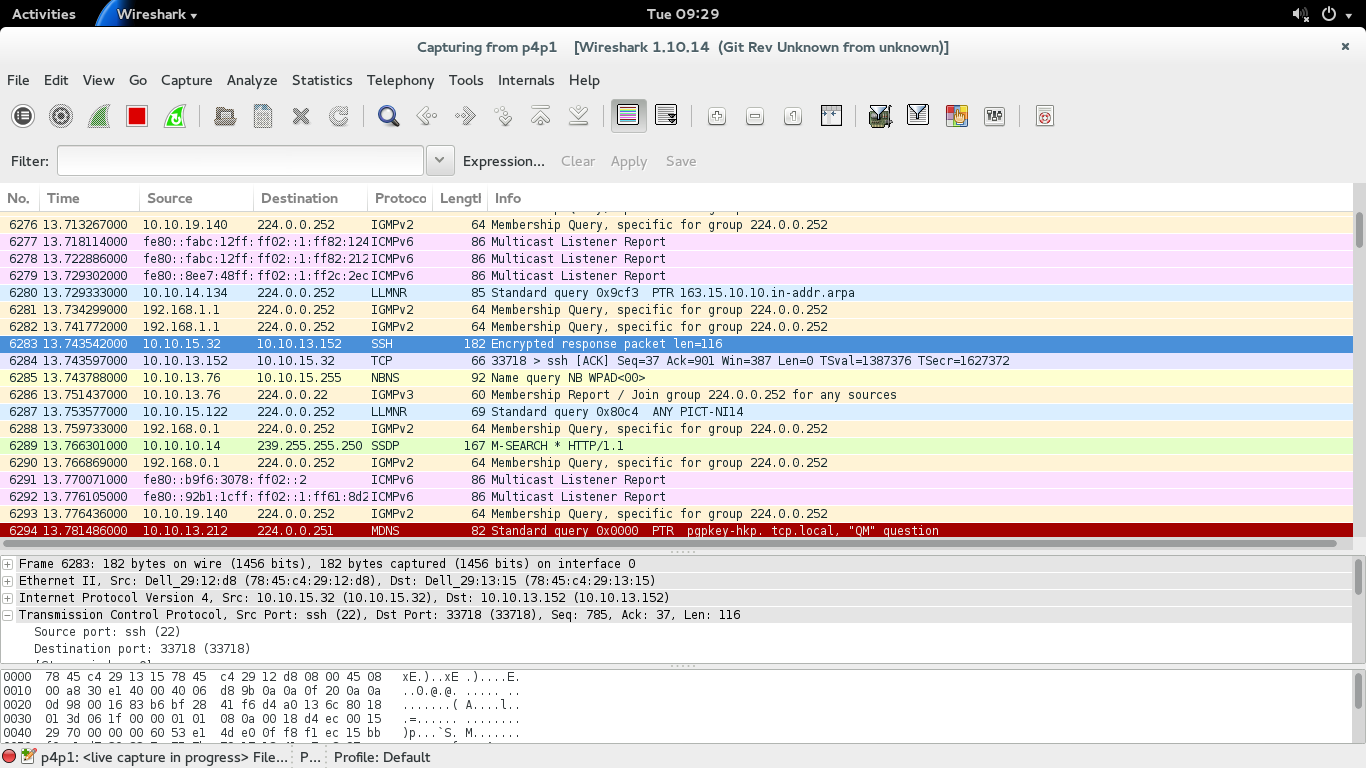 Activities Wireshark Tue 09:29
Capturing from p4p1 [Wireshark 1.10.14 (Git Rev Unknown from unknown)]
File Edit View Go Capture Analyze Statistics Telephony Tools Internals Help
Filter: Expression... Clear Apply Save
No. Time Source Destination Protoco Lengtl Info
6276 13.713267000 10.10.19.140 224.0.0.252 IGMPv2 64 Membership Query, specific for group 224.0.0.252
6277 13.718114000 fe80::fabc:12ff: ff02::1:ff82:124 ICMPv6 86 Multicast Listener Report
6278 13.722886000 fe80::fabc:12ff: ff02::1:ff82:212 ICMPv6 86 Multicast Listener Report
6279 13.729302000 fe80::8ee7:48ff: ff02::1:ff2c:2ec ICMPv6 86 Multicast Listener Report
6280 13.729333000 10.10.14.134 224.0.0.252 LLMNR 85 Standard query 0x9cf3 PTR 163.15.10.10.in-addr.arpa
6281 13.734299000 192.168.1.1 224.0.0.252 IGMPv2 64 Membership Query, specific for group 224.0.0.252
6282 13.741772000 192.168.1.1 224.0.0.252 IGMPv2 64 Membership Query, specific for group 224.0.0.252
6283 13.743542000 10.10.15.32 10.10.13.152 SSH 182 Encrypted response packet len=116
6284 13.743597000 10.10.13.152 10.10.15.32 TCP 66 33718 > ssh [ACK] Seq=37 Ack=901 Win=387 Len=0 TSval=1387376 TSecr=1627372
6285 13.743788000 10.10.13.76 10.10.15.255 NBNS 92 Name query NB WPAD<00>
6286 13.751437000 10.10.13.76 224.0.0.22 IGMPv3 60 Membership Report / Join group 224.0.0.252 for any sources
6287 13.753577000 10.10.15.122 224.0.0.252 LLMNR 69 Standard query 0x80c4 ANY PICT-NI14
6288 13.759733000 192.168.0.1 224.0.0.252 IGMPv2 64 Membership Query, specific for group 224.0.0.252
6289 13.766301000 10.10.10.14 239.255.255.250 SSDP 167 M-SEARCH * HTTP/1.1
6290 13.766869000 192.168.0.1 224.0.0.252 IGMPv2 64 Membership Query, specific for group 224.0.0.252
6291 13.770071000 fe80::b9f6:3078: ff02::2 ICMPv6 86 Multicast Listener Report
6292 13.776105000 fe80::92b1:1cff: ff02::1:ff61:8d2 ICMPv6 86 Multicast Listener Report
6293 13.776436000 10.10.19.140 224.0.0.252 IGMPv2 64 Membership Query, specific for group 224.0.0.252
6294 13.781486000 10.10.13.212 224.0.0.251 MDNS 82 Standard query 0x0000 PTR pgpkey-hkp. tcp.local, "QM" question
Frame 6283: 182 bytes on wire (1456 bits), 182 bytes captured (1456 bits) on interface 0
Ethernet II, Src: Dell_29:12:d8 (78:45:c4:29:12:d8), Dst: Dell_29:13:15 (78:45:c4:29:13:15)
Internet Protocol Version 4, Src: 10.10.15.32 (10.10.15.32), Dst: 10.10.13.152 (10.10.13.152)
Transmission Control Protocol, Src Port: ssh (22), Dst Port: 33718 (33718), Seq: 785, Ack: 37, Len: 116
Source port: ssh (22)
Destination port: 33718 (33718)
0000 78 45 c4 29 13 15 78 45 c4 29 12 d8 08 00 45 08 xE.)..xE .)....E.
0010 00 a8 30 e1 40 00 40 06 d8 9b 0a 0a 0f 20 0a 0a ..0.@.@. ..... ..
0020 0d 98 00 16 83 b6 bf 28 41 f6 d4 a0 13 6c 80 18 .......( A....l..
0030 01 3d 06 1f 00 00 01 01 08 0a 00 18 d4 ec 00 15 .=...... ........
0040 29 70 00 00 00 60 53 e1 4d e0 0f f8 f1 ec 15 bb )p...`S. M.......
p4p1: <live capture in progress> File... P... Profile: Default